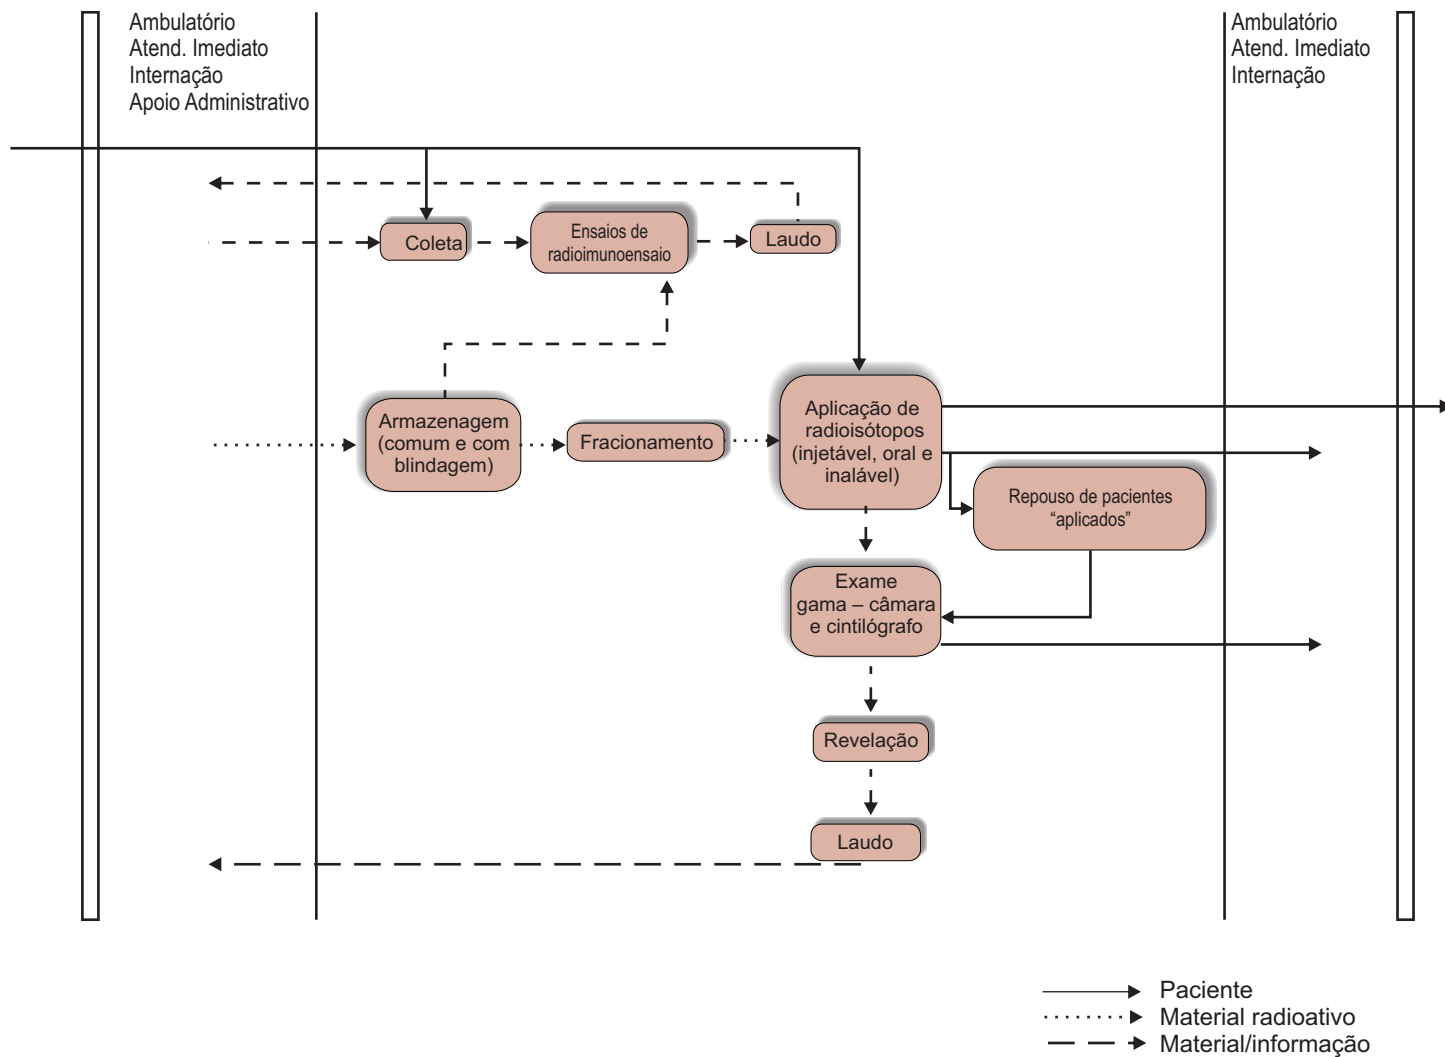 Ambulatório
Atend. Imediato
Internação
Apoio Administrativo
Ambulatório
Atend. Imediato
Internação
Coleta
Ensaios de
radioimunoensaio
Laudo
Armazenagem
(comum e com
blindagem)
Fracionamento
Aplicação de
radioisótopos
(injetável, oral e
inalável)
Repouso de pacientes
“aplicados”
Exame
gama – câmara
e cintilógrafo
Revelação
Laudo
Paciente
Material radioativo
Material/informação